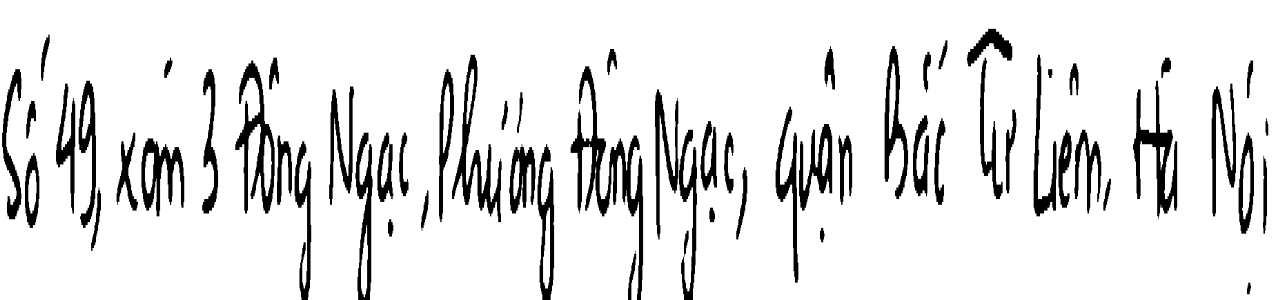 Số 49, xóm 3 Đông Ngạc, Phường Đông Ngạc, quận Bắc Từ Liêm, Hà Nội